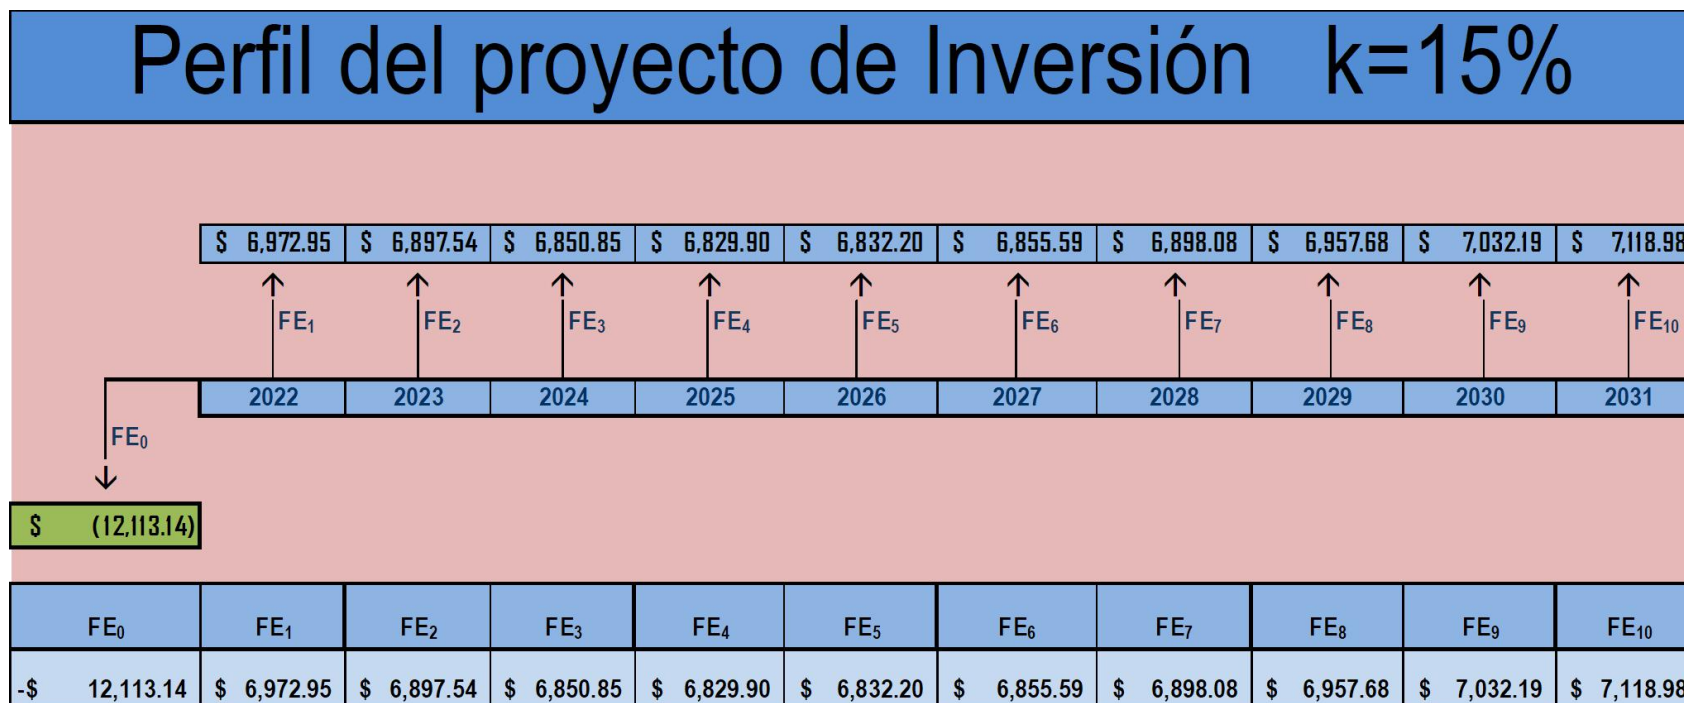 Perfil del proyecto de Inversión k=15%
$ 6,972.95 $ 6,897.54 $ 6,850.85 $ 6,829.90 $ 6,832.20 $ 6,855.59 $ 6,898.08 $ 6,957.68 $ 7,032.19 $ 7,118.98
FE₁ FE₂ FE₃ FE₄ FE₅ FE₆ FE₇ FE₈ FE₉ FE₁₀
2022 2023 2024 2025 2026 2027 2028 2029 2030 2031
FE₀
$ (12,113.14)
FE₀ FE₁ FE₂ FE₃ FE₄ FE₅ FE₆ FE₇ FE₈ FE₉ FE₁₀
-$ 12,113.14 $ 6,972.95 $ 6,897.54 $ 6,850.85 $ 6,829.90 $ 6,832.20 $ 6,855.59 $ 6,898.08 $ 6,957.68 $ 7,032.19 $ 7,118.98